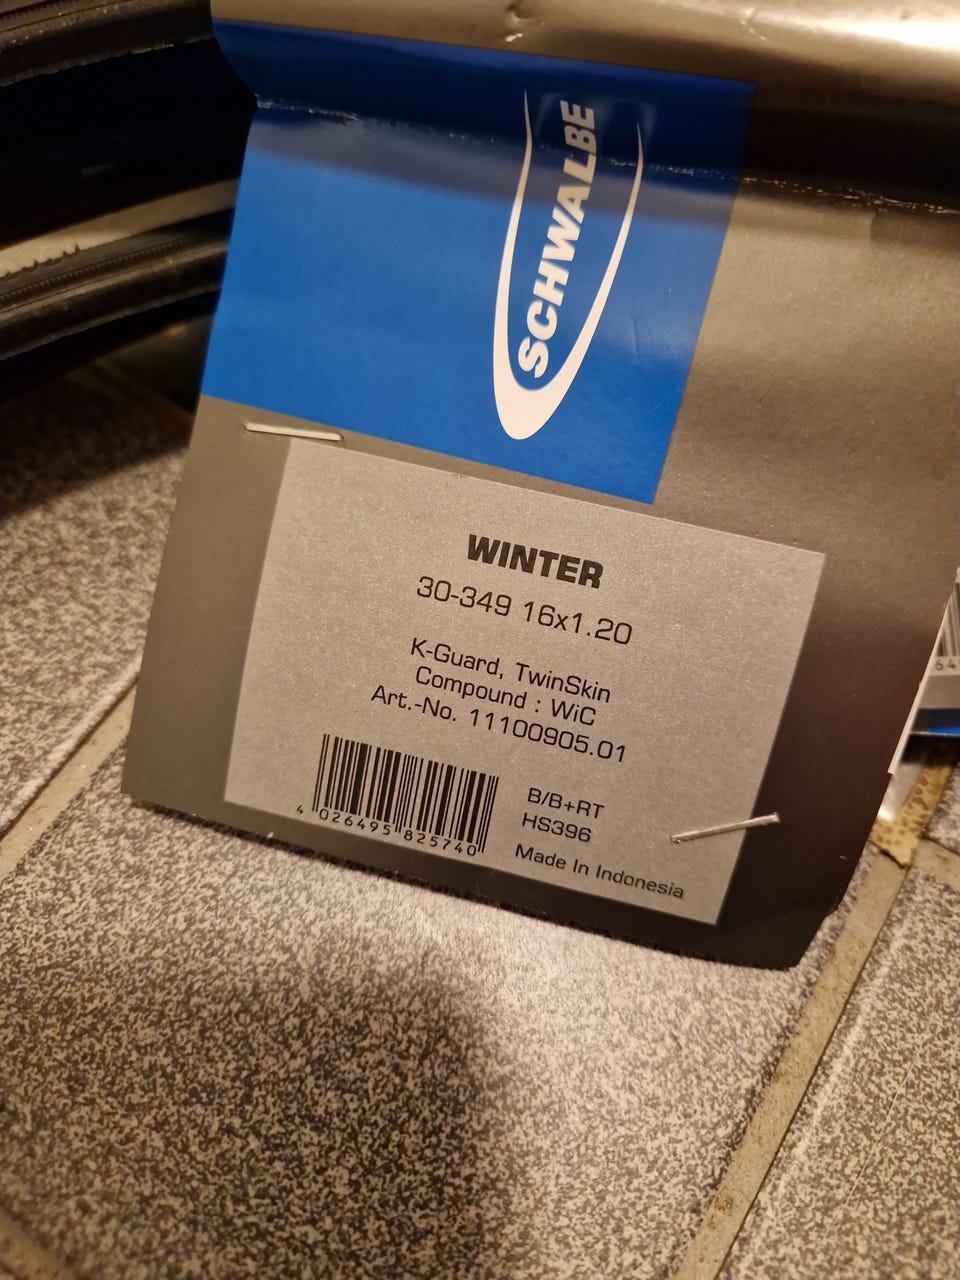 SCHWALBE
WINTER
30-349 16x1.20
K-Guard, TwinSkin
Compound : WiC
Art.-No. 11100905.01
B/B+RT
HS396
Made In Indonesia
4 026495 825740